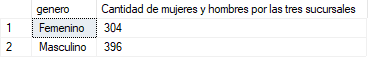 genero Cantidad de mujeres y hombres por las tres sucursales
1 Femenino 304
2 Masculino 396